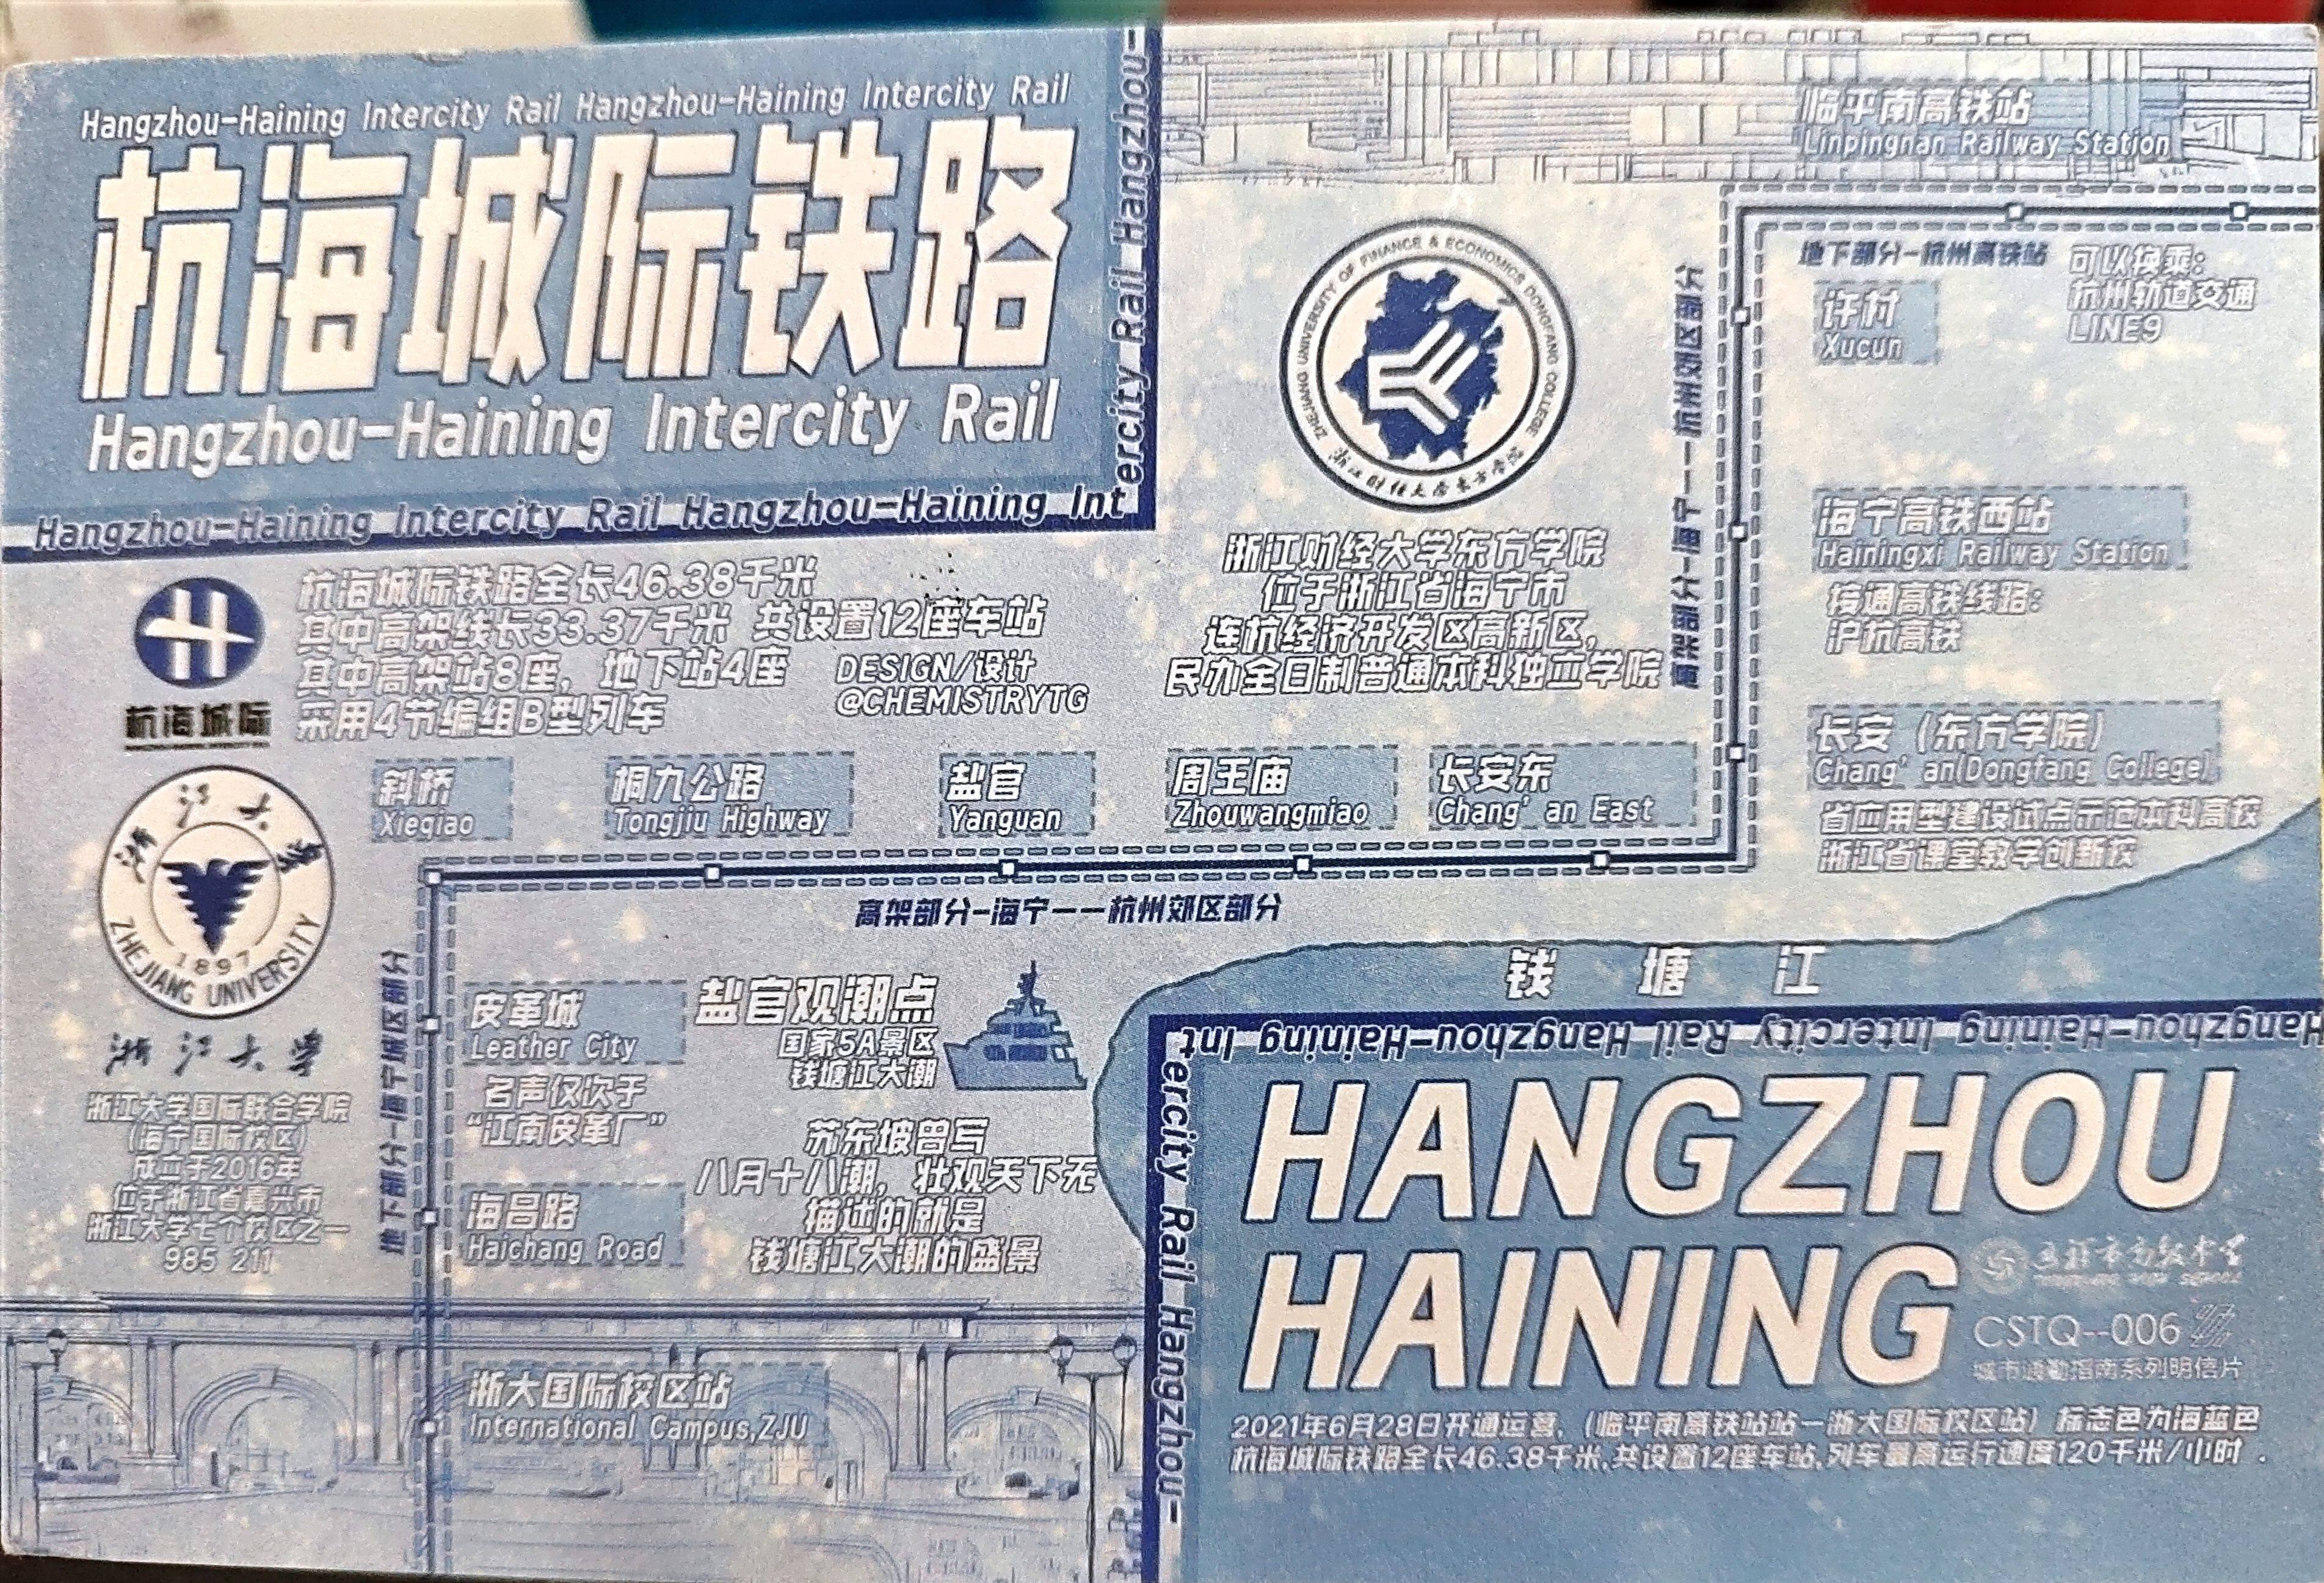 Hangzhou-Haining Intercity Rail Hangzhou-Haining Intercity Rail
杭海城际铁路
Hangzhou-Haining Intercity Rail
Hangzhou-Haining Intercity Rail Hangzhou-Haining Int
ercity Rail Hangzhou-
杭海城际
杭海城际铁路全长46.38千米
其中高架线长33.37千米 共设置12座车站
其中高架站8座，地下站4座
采用4节编组B型列车
DESIGN/设计
@CHEMISTRYTG
ZHEJIANG UNIVERSITY OF FINANCE & ECONOMICS DONGFANG COLLEGE
浙江财经大学东方学院
浙江财经大学东方学院
位于浙江省海宁市
连杭经济开发区高新区，
民办全日制普通本科独立学院
高架部分-海宁——杭州郊区部分
临平南高铁站
Linpingnan Railway Station
地下部分-杭州高铁站
可以换乘：
杭州轨道交通
LINE9
许村
Xucun
海宁高铁西站
Hainingxi Railway Station
接通高铁线路：
沪杭高铁
长安（东方学院）
Chang'an(Dongfang College)
省应用型建设试点示范本科高校
浙江省课堂教学创新校
斜桥
Xieqiao
桐九公路
Tongjiu Highway
盐官
Yanguan
周王庙
Zhouwangmiao
长安东
Chang'an East
高架部分-海宁——杭州郊区部分
浙江大学
1897
ZHEJIANG UNIVERSITY
浙江大学
浙江大学国际联合学院
（海宁国际校区）
成立于2016年
位于浙江省嘉兴市
浙江大学七个校区之一
985 211
地下部分-海宁城区部分
皮革城
Leather City
名声仅次于
“江南皮革厂”
海昌路
Haichang Road
浙大国际校区站
International Campus,ZJU
盐官观潮点
国家5A景区
钱塘江大潮
苏东坡曾写
八月十八潮，壮观天下无
描述的就是
钱塘江大潮的盛景
钱塘江
Hangzhou-Haining Intercity Rail Hangzhou-Haining Int
ercity Rail Hangzhou-
HANGZHOU
HAINING
CSTQ--006
城市通勤指南系列明信片
2021年6月28日开通运营，（临平南高铁站站—浙大国际校区站）标志色为海蓝色
杭海城际铁路全长46.38千米,共设置12座车站,列车最高运行速度120千米/小时．